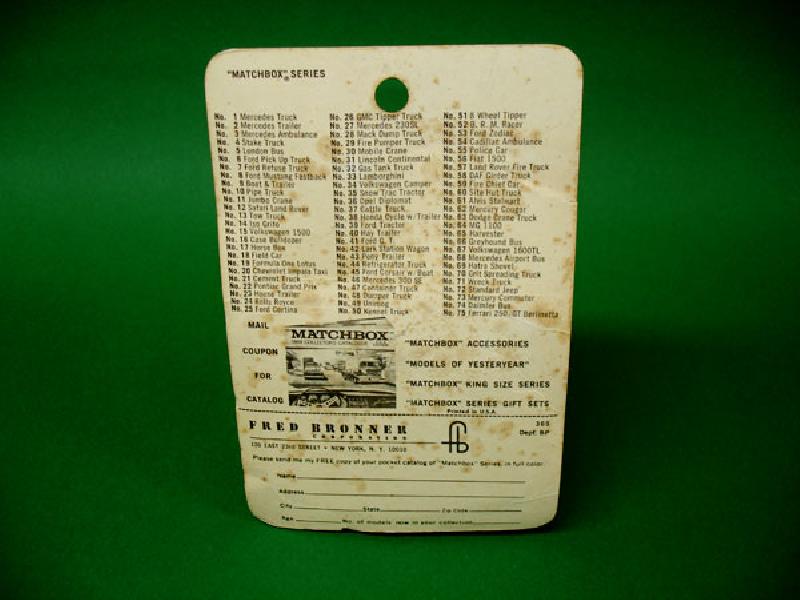 "MATCHBOX" SERIES
No. 1 Mercedes Truck
No. 2 Mercedes Trailer
No. 3 Mercedes Ambulance
No. 4 Stake Truck
No. 5 London Bus
No. 6 Ford Pick Up Truck
No. 7 Ford Refuse Truck
No. 8 Ford Mustang Fastback
No. 9 Boat & Trailer
No. 10 Pipe Truck
No. 11 Jumbo Crane
No. 12 Safari Land Rover
No. 13 Tow Truck
No. 14 Iso Grifo
No. 15 Volkswagen 1500
No. 16 Case Bulldozer
No. 17 Horse Box
No. 18 Field Car
No. 19 Formula One Lotus
No. 20 Chevrolet Impala Taxi
No. 21 Cement Truck
No. 22 Pontiac Grand Prix
No. 23 House Trailer
No. 24 Rolls Royce
No. 25 Ford Cortina
No. 26 GMC Tipper Truck
No. 27 Mercedes 230SL
No. 28 Mack Dump Truck
No. 29 Fire Pumper Truck
No. 30 Mobile Crane
No. 31 Lincoln Continental
No. 32 Gas Tank Truck
No. 33 Lamborghini
No. 34 Volkswagen Camper
No. 35 Snow Trac Tractor
No. 36 Opel Diplomat
No. 37 Cattle Truck
No. 38 Honda Cycle w/Trailer
No. 39 Ford Tractor
No. 40 Hay Trailer
No. 41 Ford G. T.
No. 42 Lark Station Wagon
No. 43 Pony Trailer
No. 44 Refrigerator Truck
No. 45 Ford Corsair w/ Boat
No. 46 Mercedes 300 SE
No. 47 Container Truck
No. 48 Dumper Truck
No. 49 Unimog
No. 50 Kennel Truck
No. 51 8 Wheel Tipper
No. 52 B. R. M. Racer
No. 53 Ford Zodiac
No. 54 Cadillac Ambulance
No. 55 Police Car
No. 56 Fiat 1500
No. 57 Land Rover Fire Truck
No. 58 DAF Girder Truck
No. 59 Fire Chief Car
No. 60 Site Hut Truck
No. 61 Alvis Stalwart
No. 62 Mercury Cougar
No. 63 Dodge Crane Truck
No. 64 MG 1100
No. 65 Harvester
No. 66 Greyhound Bus
No. 67 Volkswagen 1600TL
No. 68 Mercedes Airport Bus
No. 69 Hatra Shovel
No. 70 Grit Spreading Truck
No. 71 Wreck Truck
No. 72 Standard Jeep
No. 73 Mercury Commuter
No. 74 Daimler Bus
No. 75 Ferrari 250, GT Berlinetta
MAIL
COUPON
FOR
CATALOG
MATCHBOX
"MATCHBOX" ACCESSORIES
"MODELS OF YESTERYEAR"
"MATCHBOX" KING SIZE SERIES
"MATCHBOX" SERIES GIFT SETS
Printed in U.S.A.
FRED BRONNER
CORPORATION
EAST 23RD STREET • NEW YORK, N. Y. 10010
fb
Dept. BP
Please send me my FREE copy of your pocket catalog of "Matchbox" Series, in full color.
Name
Address
City State Zip Code
Age No. of models now in your collection